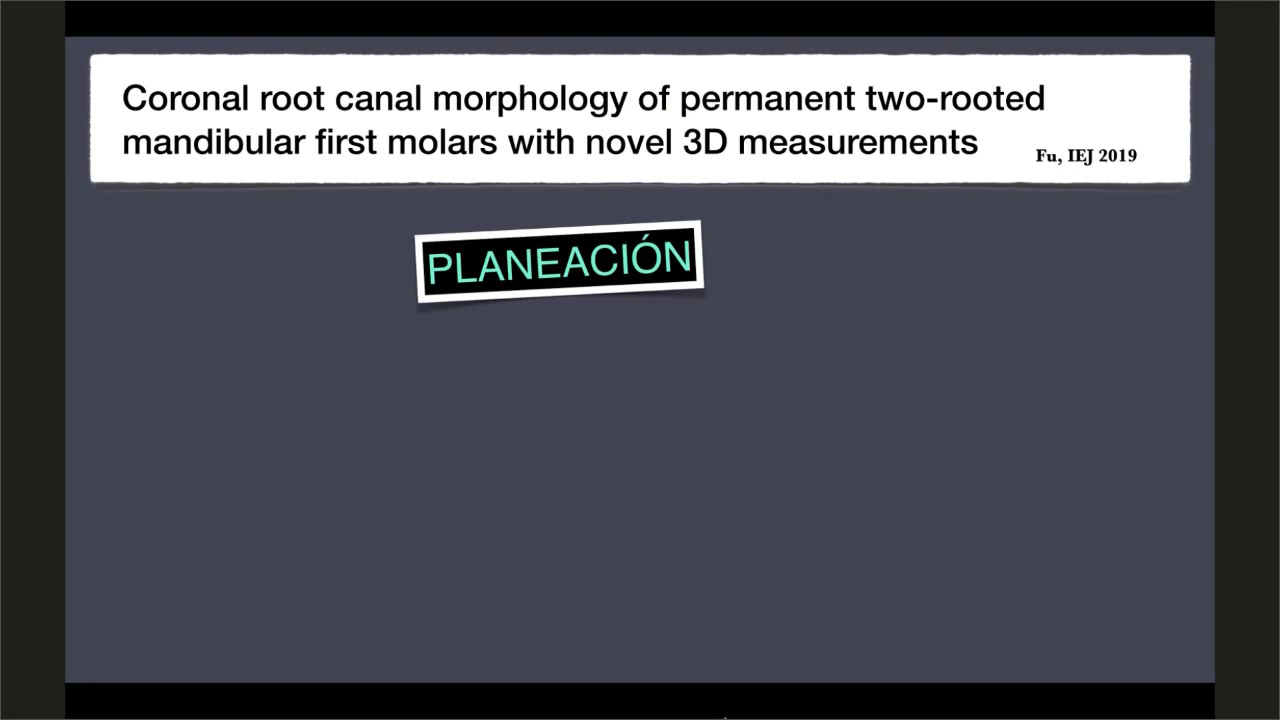 Coronal root canal morphology of permanent two-rooted
mandibular first molars with novel 3D measurements
Fu, IEJ 2019
PLANEACIÓN